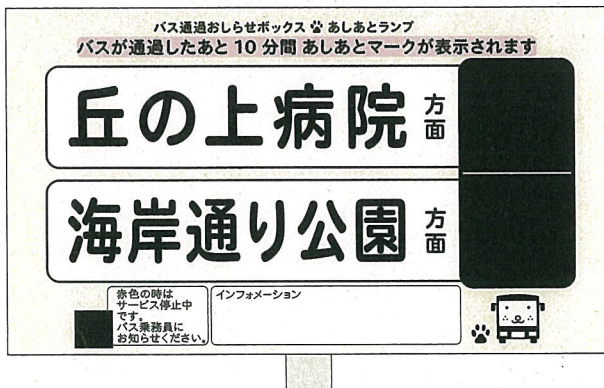 バス通過おしらせボックス あしあとランプ
バスが通過したあと 10 分間 あしあとマークが表示されます
丘の上病院 方面
海岸通り公園 方面
赤色の時は
サービス停止中
です。
バス乗務員に
お知らせください。
インフォメーション